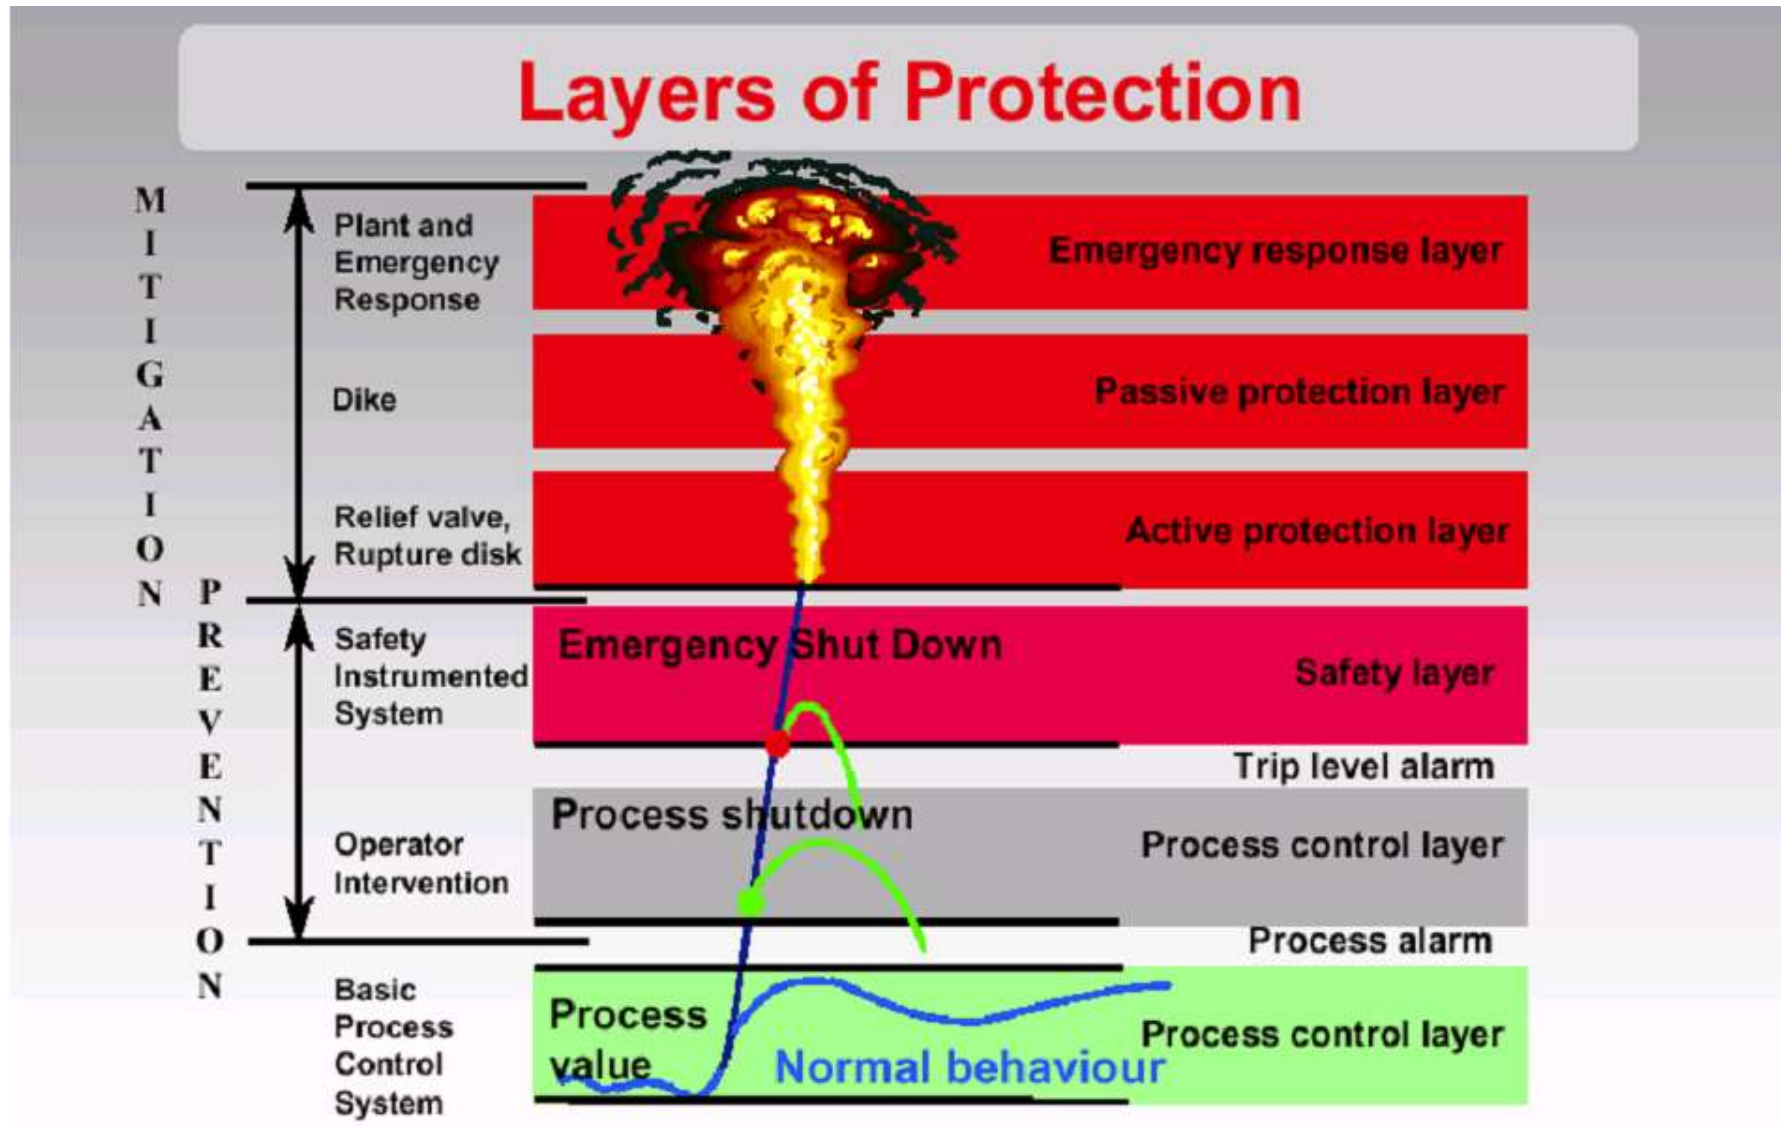 Layers of Protection
MITIGATION
PREVENTION
Plant and
Emergency
Response
Emergency response layer
Dike
Passive protection layer
Relief valve,
Rupture disk
Active protection layer
Safety
Instrumented
System
Emergency Shut Down
Safety layer
Trip level alarm
Operator
Intervention
Process shutdown
Process control layer
Process alarm
Basic
Process
Control
System
Process
value
Normal behaviour
Process control layer